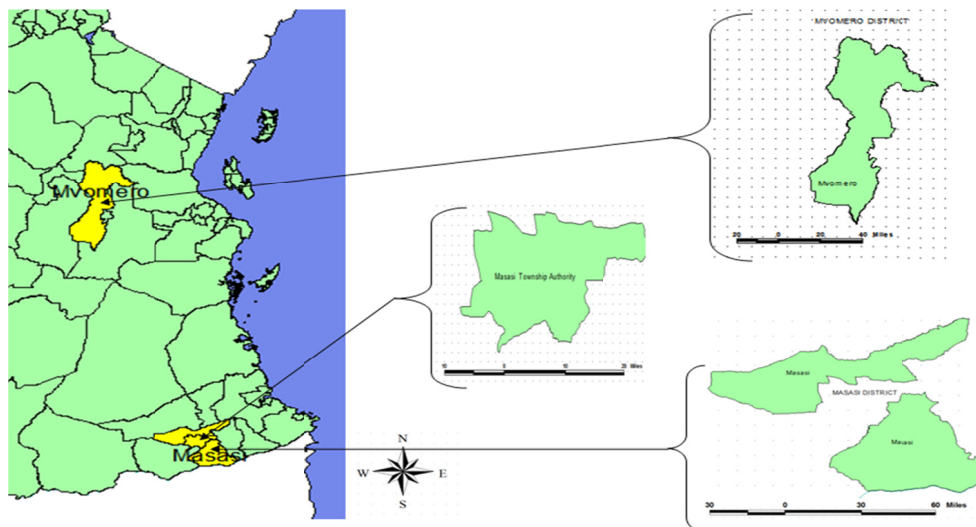 MVOMERO DISTRICT
Mvomero
Mvomero
20 0 20 40 Miles
Masasi Township Authority
10 0 10 20 Miles
Masasi
MASASI DISTRICT
Masasi
Masasi
N
W E
S
30 0 30 60 Miles